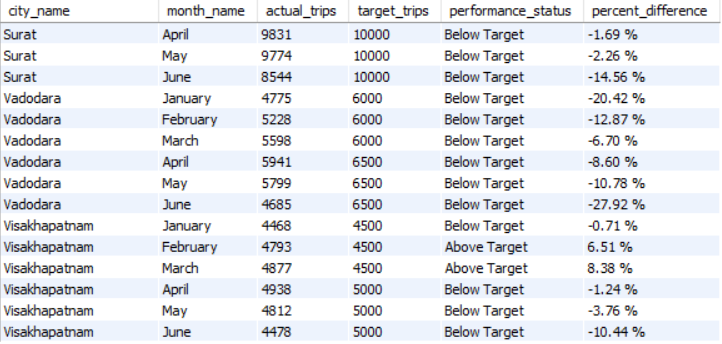 city_name month_name actual_trips target_trips performance_status percent_difference
Surat April 9831 10000 Below Target -1.69 %
Surat May 9774 10000 Below Target -2.26 %
Surat June 8544 10000 Below Target -14.56 %
Vadodara January 4775 6000 Below Target -20.42 %
Vadodara February 5228 6000 Below Target -12.87 %
Vadodara March 5598 6000 Below Target -6.70 %
Vadodara April 5941 6500 Below Target -8.60 %
Vadodara May 5799 6500 Below Target -10.78 %
Vadodara June 4685 6500 Below Target -27.92 %
Visakhapatnam January 4468 4500 Below Target -0.71 %
Visakhapatnam February 4793 4500 Above Target 6.51 %
Visakhapatnam March 4877 4500 Above Target 8.38 %
Visakhapatnam April 4938 5000 Below Target -1.24 %
Visakhapatnam May 4812 5000 Below Target -3.76 %
Visakhapatnam June 4478 5000 Below Target -10.44 %